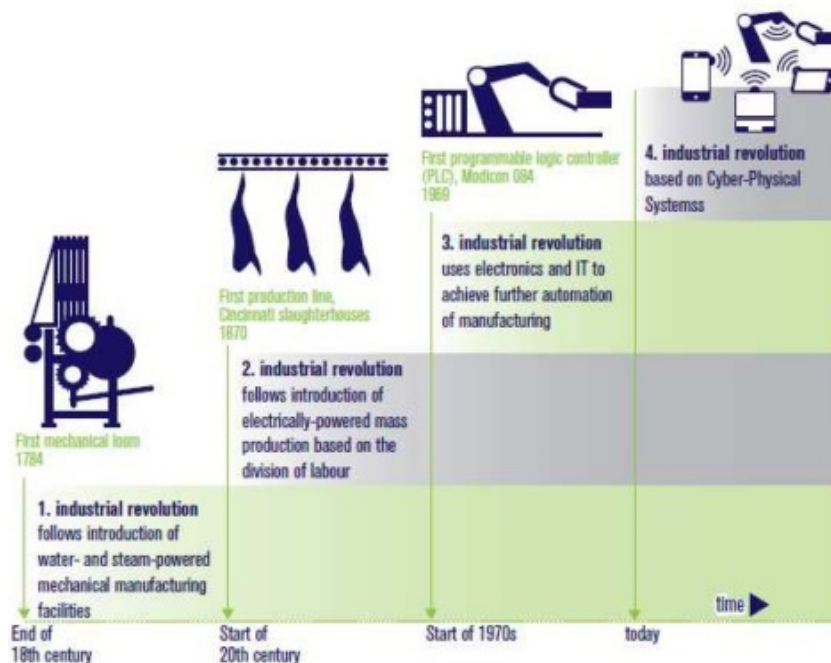 First programmable logic controller
(PLC), Modicon 084
1969
4. industrial revolution
based on Cyber-Physical
Systemss
3. industrial revolution
uses electronics and IT to
achieve further automation
of manufacturing
First production line,
Cincinnati slaughterhouses
1870
2. industrial revolution
follows introduction of
electrically-powered mass
production based on the
division of labour
First mechanical loom
1784
1. industrial revolution
follows introduction of
water- and steam-powered
mechanical manufacturing
facilities
time
End of
18th century
Start of
20th century
Start of 1970s
today